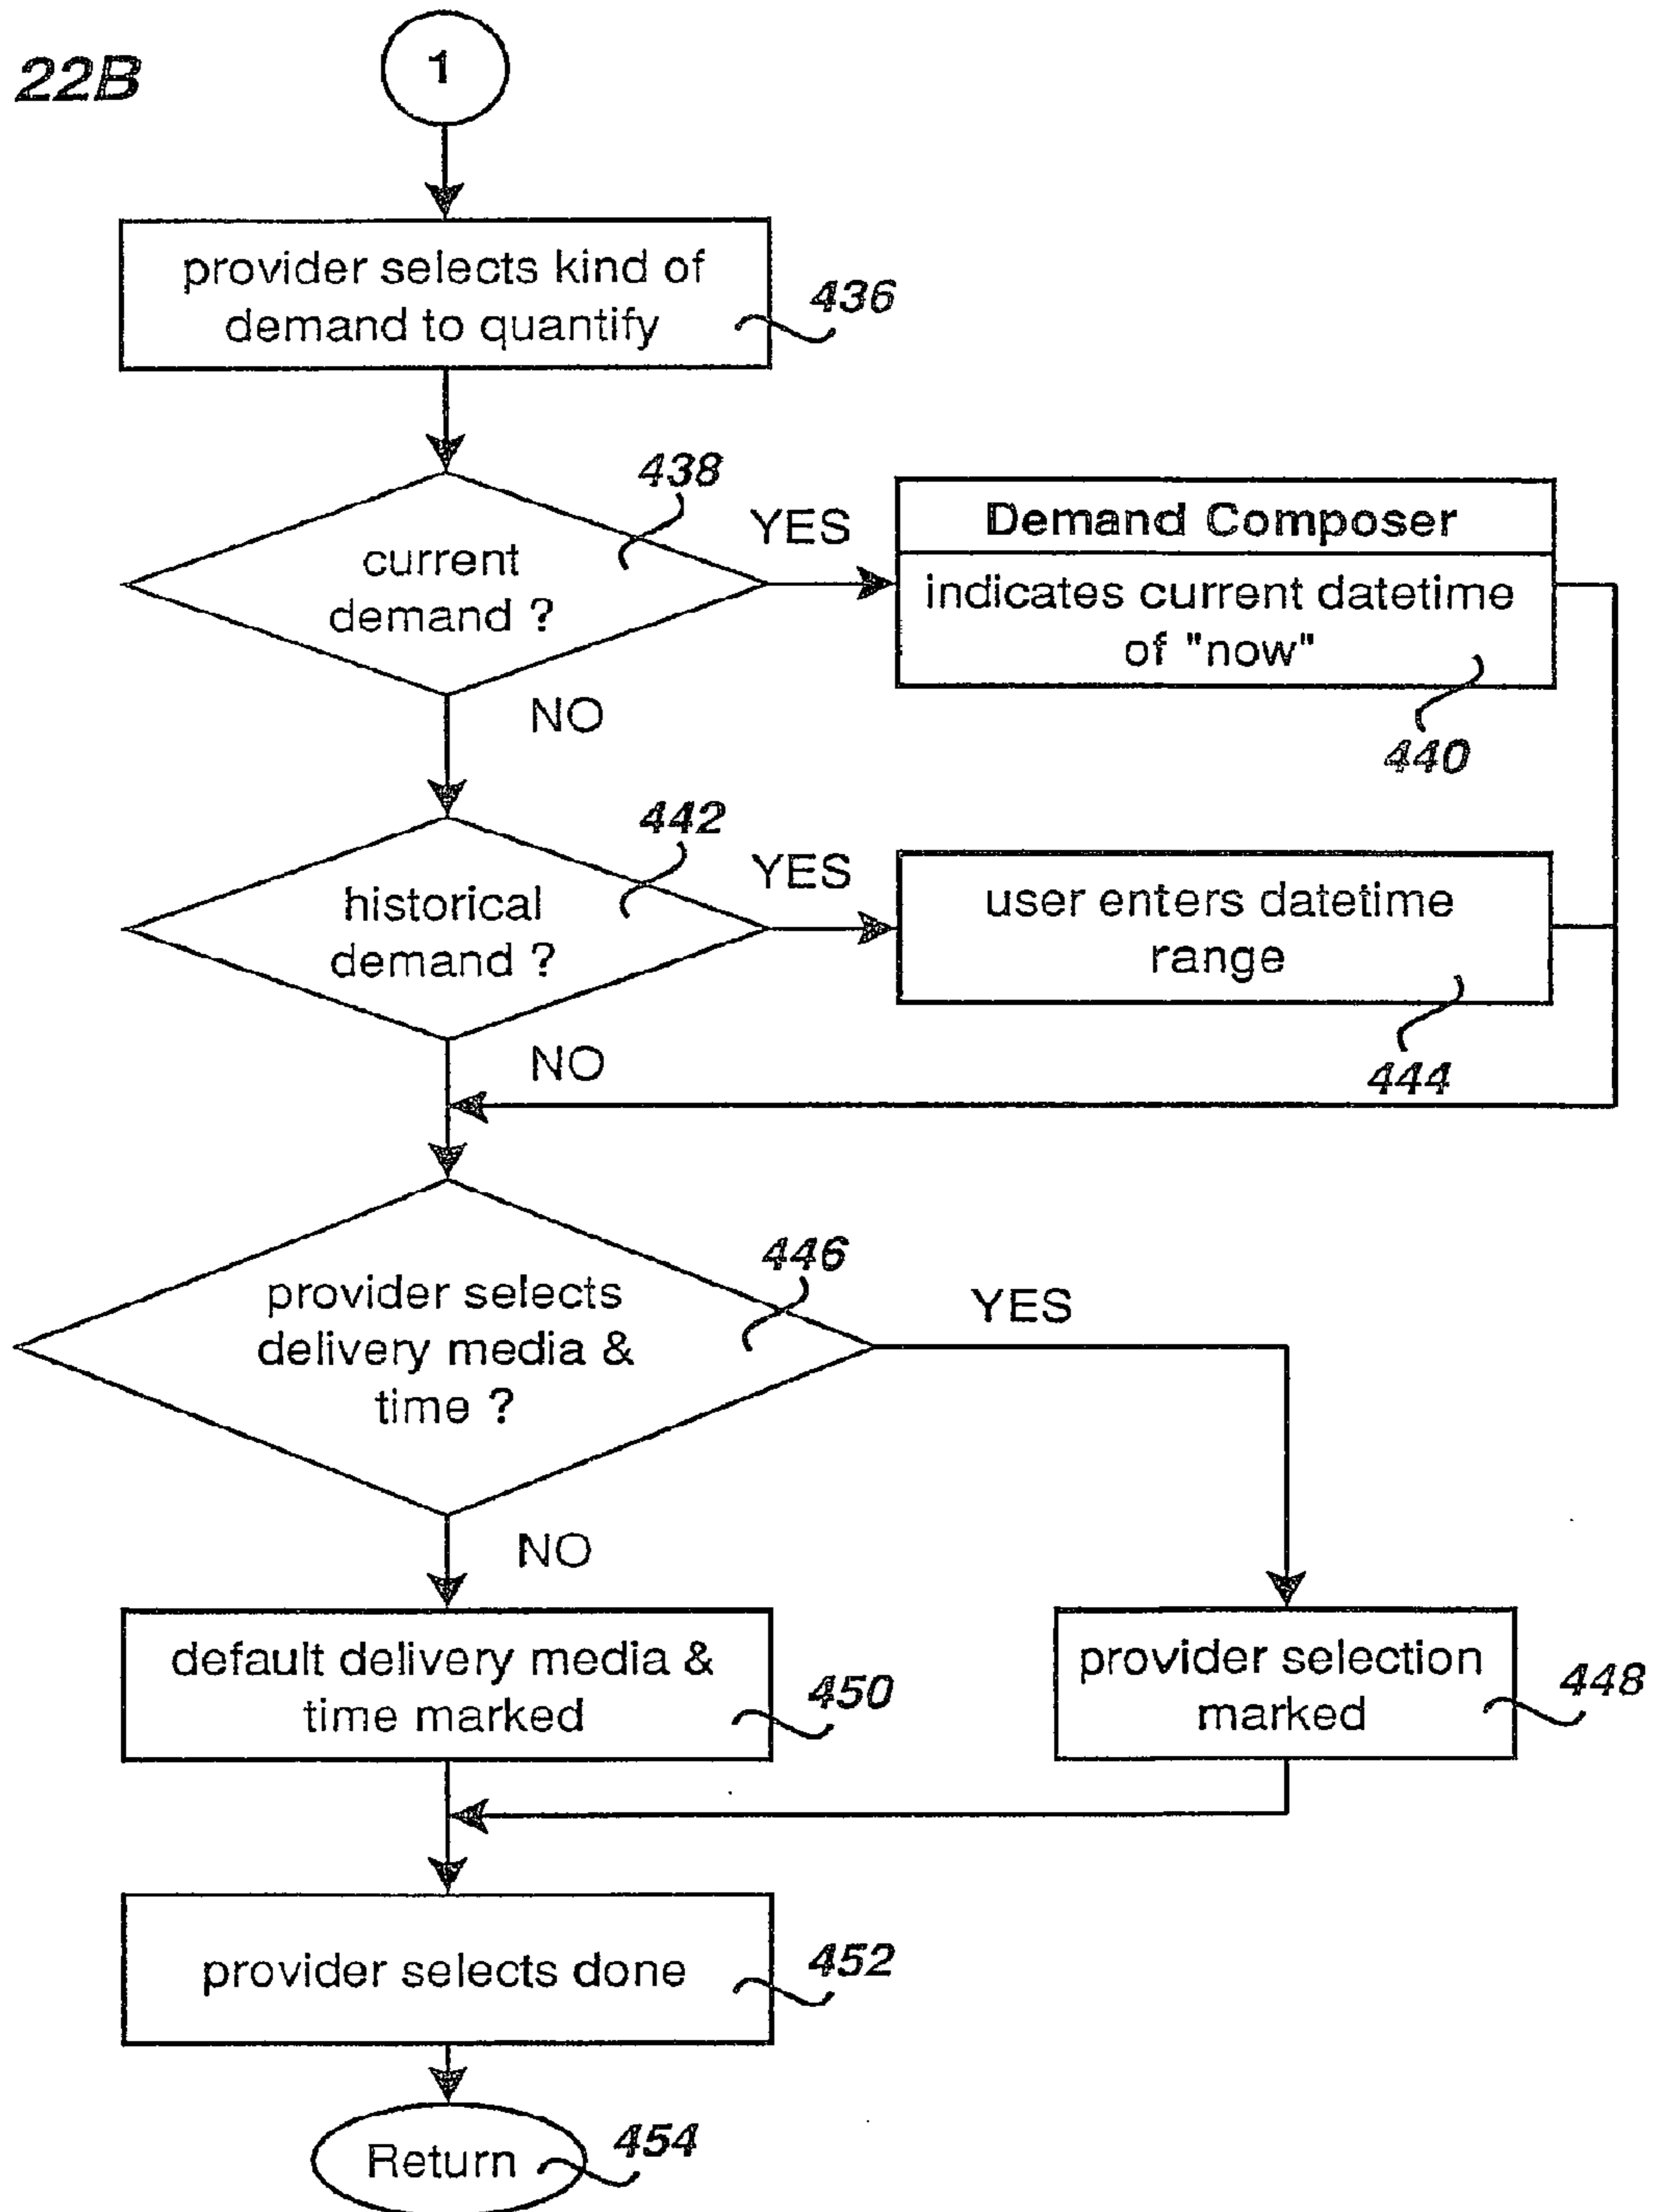 22B
1
provider selects kind of
demand to quantify
436
438
current
demand ?
YES
Demand Composer
indicates current datetime
of "now"
440
NO
442
historical
demand ?
YES
user enters datetime
range
444
NO
446
provider selects
delivery media &
time ?
YES
NO
default delivery media &
time marked
450
provider selection
marked
448
provider selects done
452
Return
454